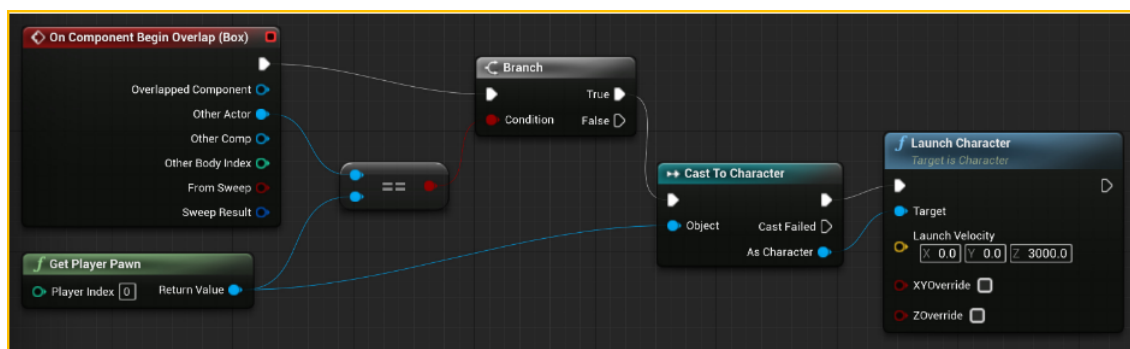 On Component Begin Overlap (Box)
Overlapped Component
Other Actor
Other Comp
Other Body Index
From Sweep
Sweep Result
f Get Player Pawn
Player Index 0
Return Value
==
Branch
True
Condition
False
Cast To Character
Object
Cast Failed
As Character
f Launch Character
Target is Character
Target
Launch Velocity
X 0.0 Y 0.0 Z 3000.0
XYOverride
ZOverride